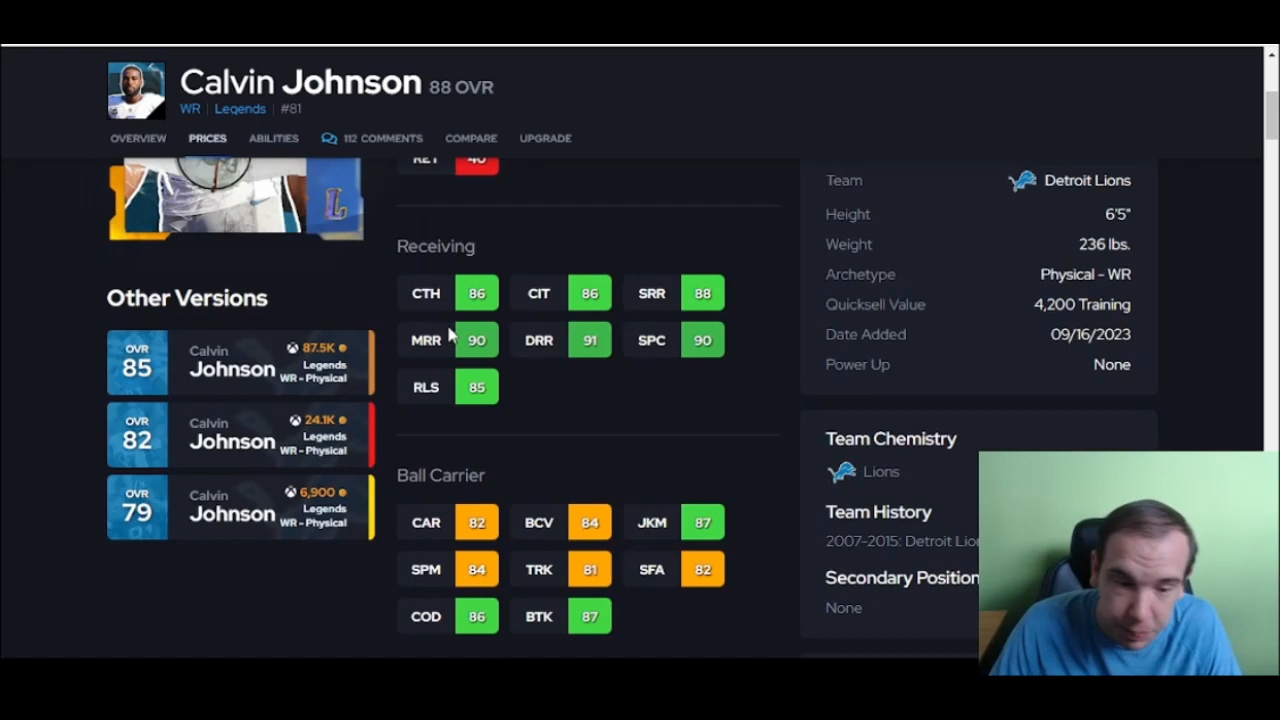 Calvin Johnson 88 OVR
WR | Legends | #81
OVERVIEW PRICES ABILITIES 112 COMMENTS COMPARE UPGRADE
RET 40
L
Other Versions
OVR 85 Calvin Johnson 87.5K Legends WR - Physical
OVR 82 Calvin Johnson 24.1K Legends WR - Physical
OVR 79 Calvin Johnson 6,900 Legends WR - Physical
Receiving
CTH 86 CIT 86 SRR 88
MRR 90 DRR 91 SPC 90
RLS 85
Ball Carrier
CAR 82 BCV 84 JKM 87
SPM 84 TRK 81 SFA 82
COD 86 BTK 87
Team Detroit Lions
Height 6'5"
Weight 236 lbs.
Archetype Physical - WR
Quicksell Value 4,200 Training
Date Added 09/16/2023
Power Up None
Team Chemistry
Lions
Team History
2007-2015: Detroit
Secondary Position
None